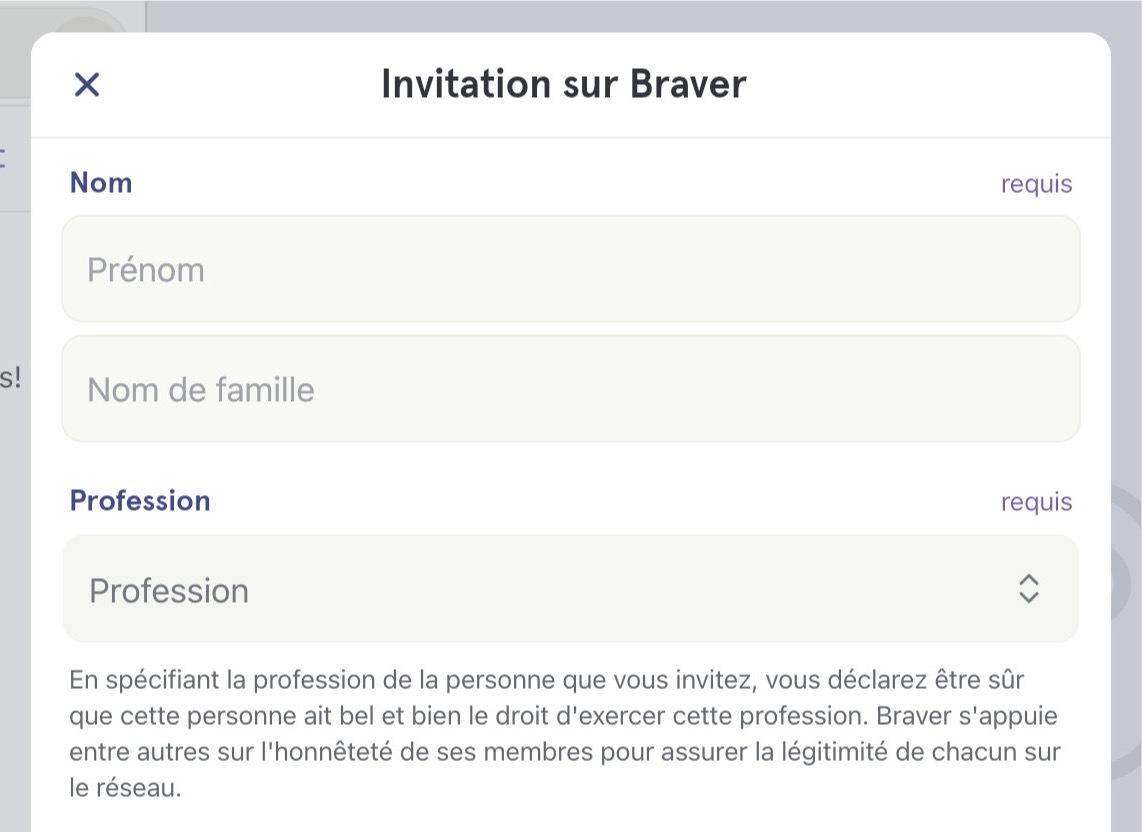 Invitation sur Braver
Nom
requis
Prénom
s!
Nom de famille
Profession
requis
Profession
En spécifiant la profession de la personne que vous invitez, vous déclarez être sûr
que cette personne ait bel et bien le droit d'exercer cette profession. Braver s'appuie
entre autres sur l'honnêteté de ses membres pour assurer la légitimité de chacun sur
le réseau.